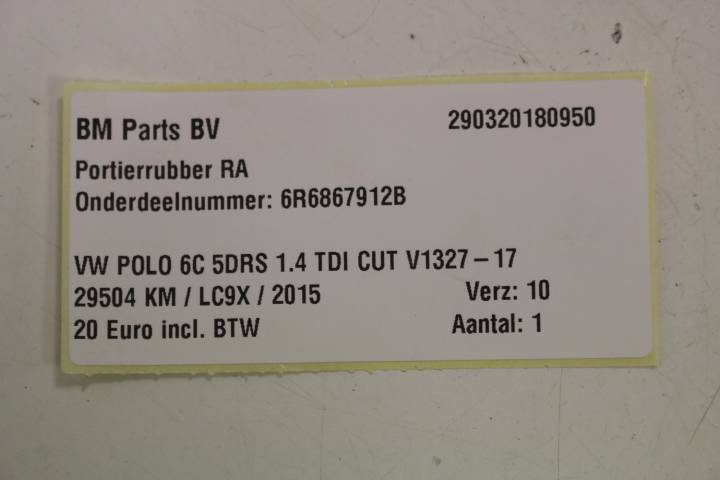 BM Parts BV 290320180950
Portierrubber RA
Onderdeelnummer: 6R6867912B
VW POLO 6C 5DRS 1.4 TDI CUT V1327 – 17
29504 KM / LC9X / 2015 Verz: 10
20 Euro incl. BTW Aantal: 1